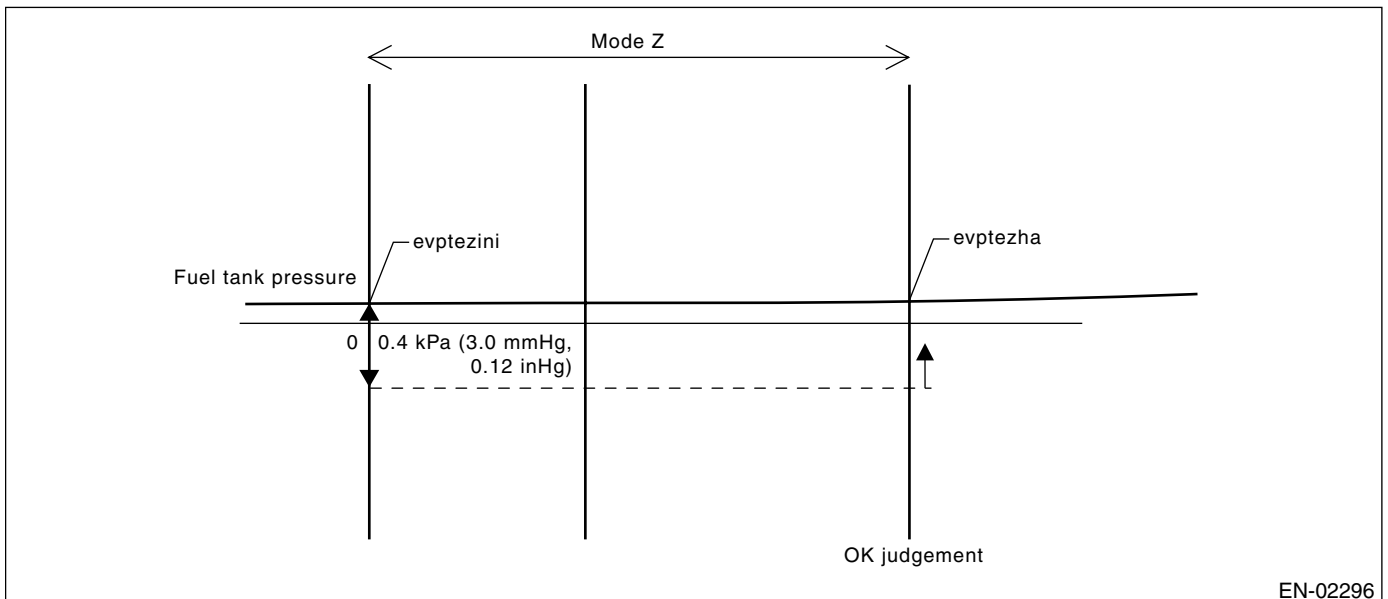 Mode Z
evptezini
evptezha
Fuel tank pressure
0
0.4 kPa (3.0 mmHg,
0.12 inHg)
OK judgement
EN-02296